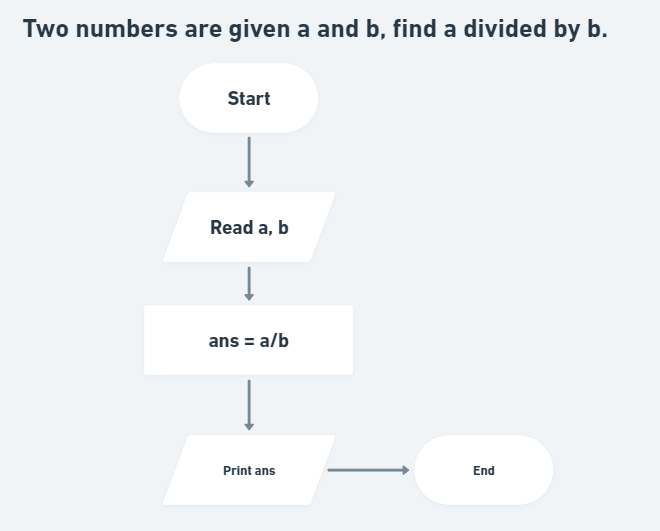 Two numbers are given a and b, find a divided by b.
Start
Read a, b
ans = a/b
Print ans
End